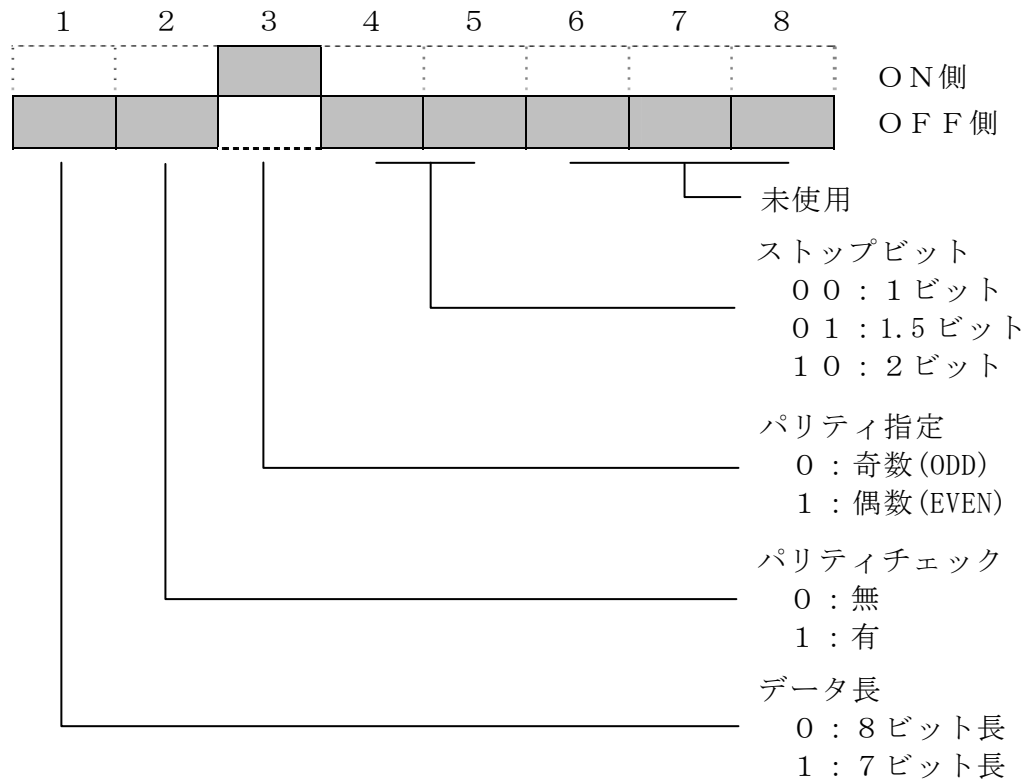 1 2 3 4 5 6 7 8
ON側
OFF側
未使用
ストップビット
00：1ビット
01：1.5ビット
10：2ビット
パリティ指定
0：奇数(ODD)
1：偶数(EVEN)
パリティチェック
0：無
1：有
データ長
0：8ビット長
1：7ビット長